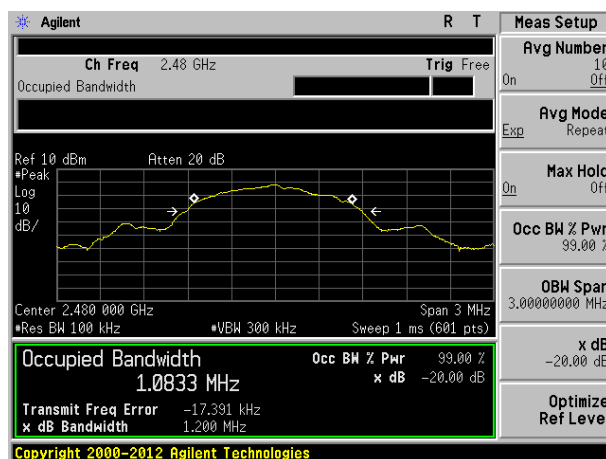 Agilent R T
Ch Freq 2.48 GHz Trig Free
Occupied Bandwidth
Ref 10 dBm Atten 20 dB
#Peak
Log
10
dB/
Center 2.480 000 GHz Span 3 MHz
#Res BW 100 kHz #VBW 300 kHz Sweep 1 ms (601 pts)
Occupied Bandwidth Occ BW % Pwr 99.00 %
1.0833 MHz x dB -20.00 dB
Transmit Freq Error -17.391 kHz
x dB Bandwidth 1.200 MHz
Copyright 2000-2012 Agilent Technologies
Meas Setup
Avg Number
10
On Off
Avg Mode
Exp Repeat
Max Hold
On Off
Occ BW % Pwr
99.00 %
OBW Span
3.00000000 MHz
x dB
-20.00 dB
Optimize
Ref Level